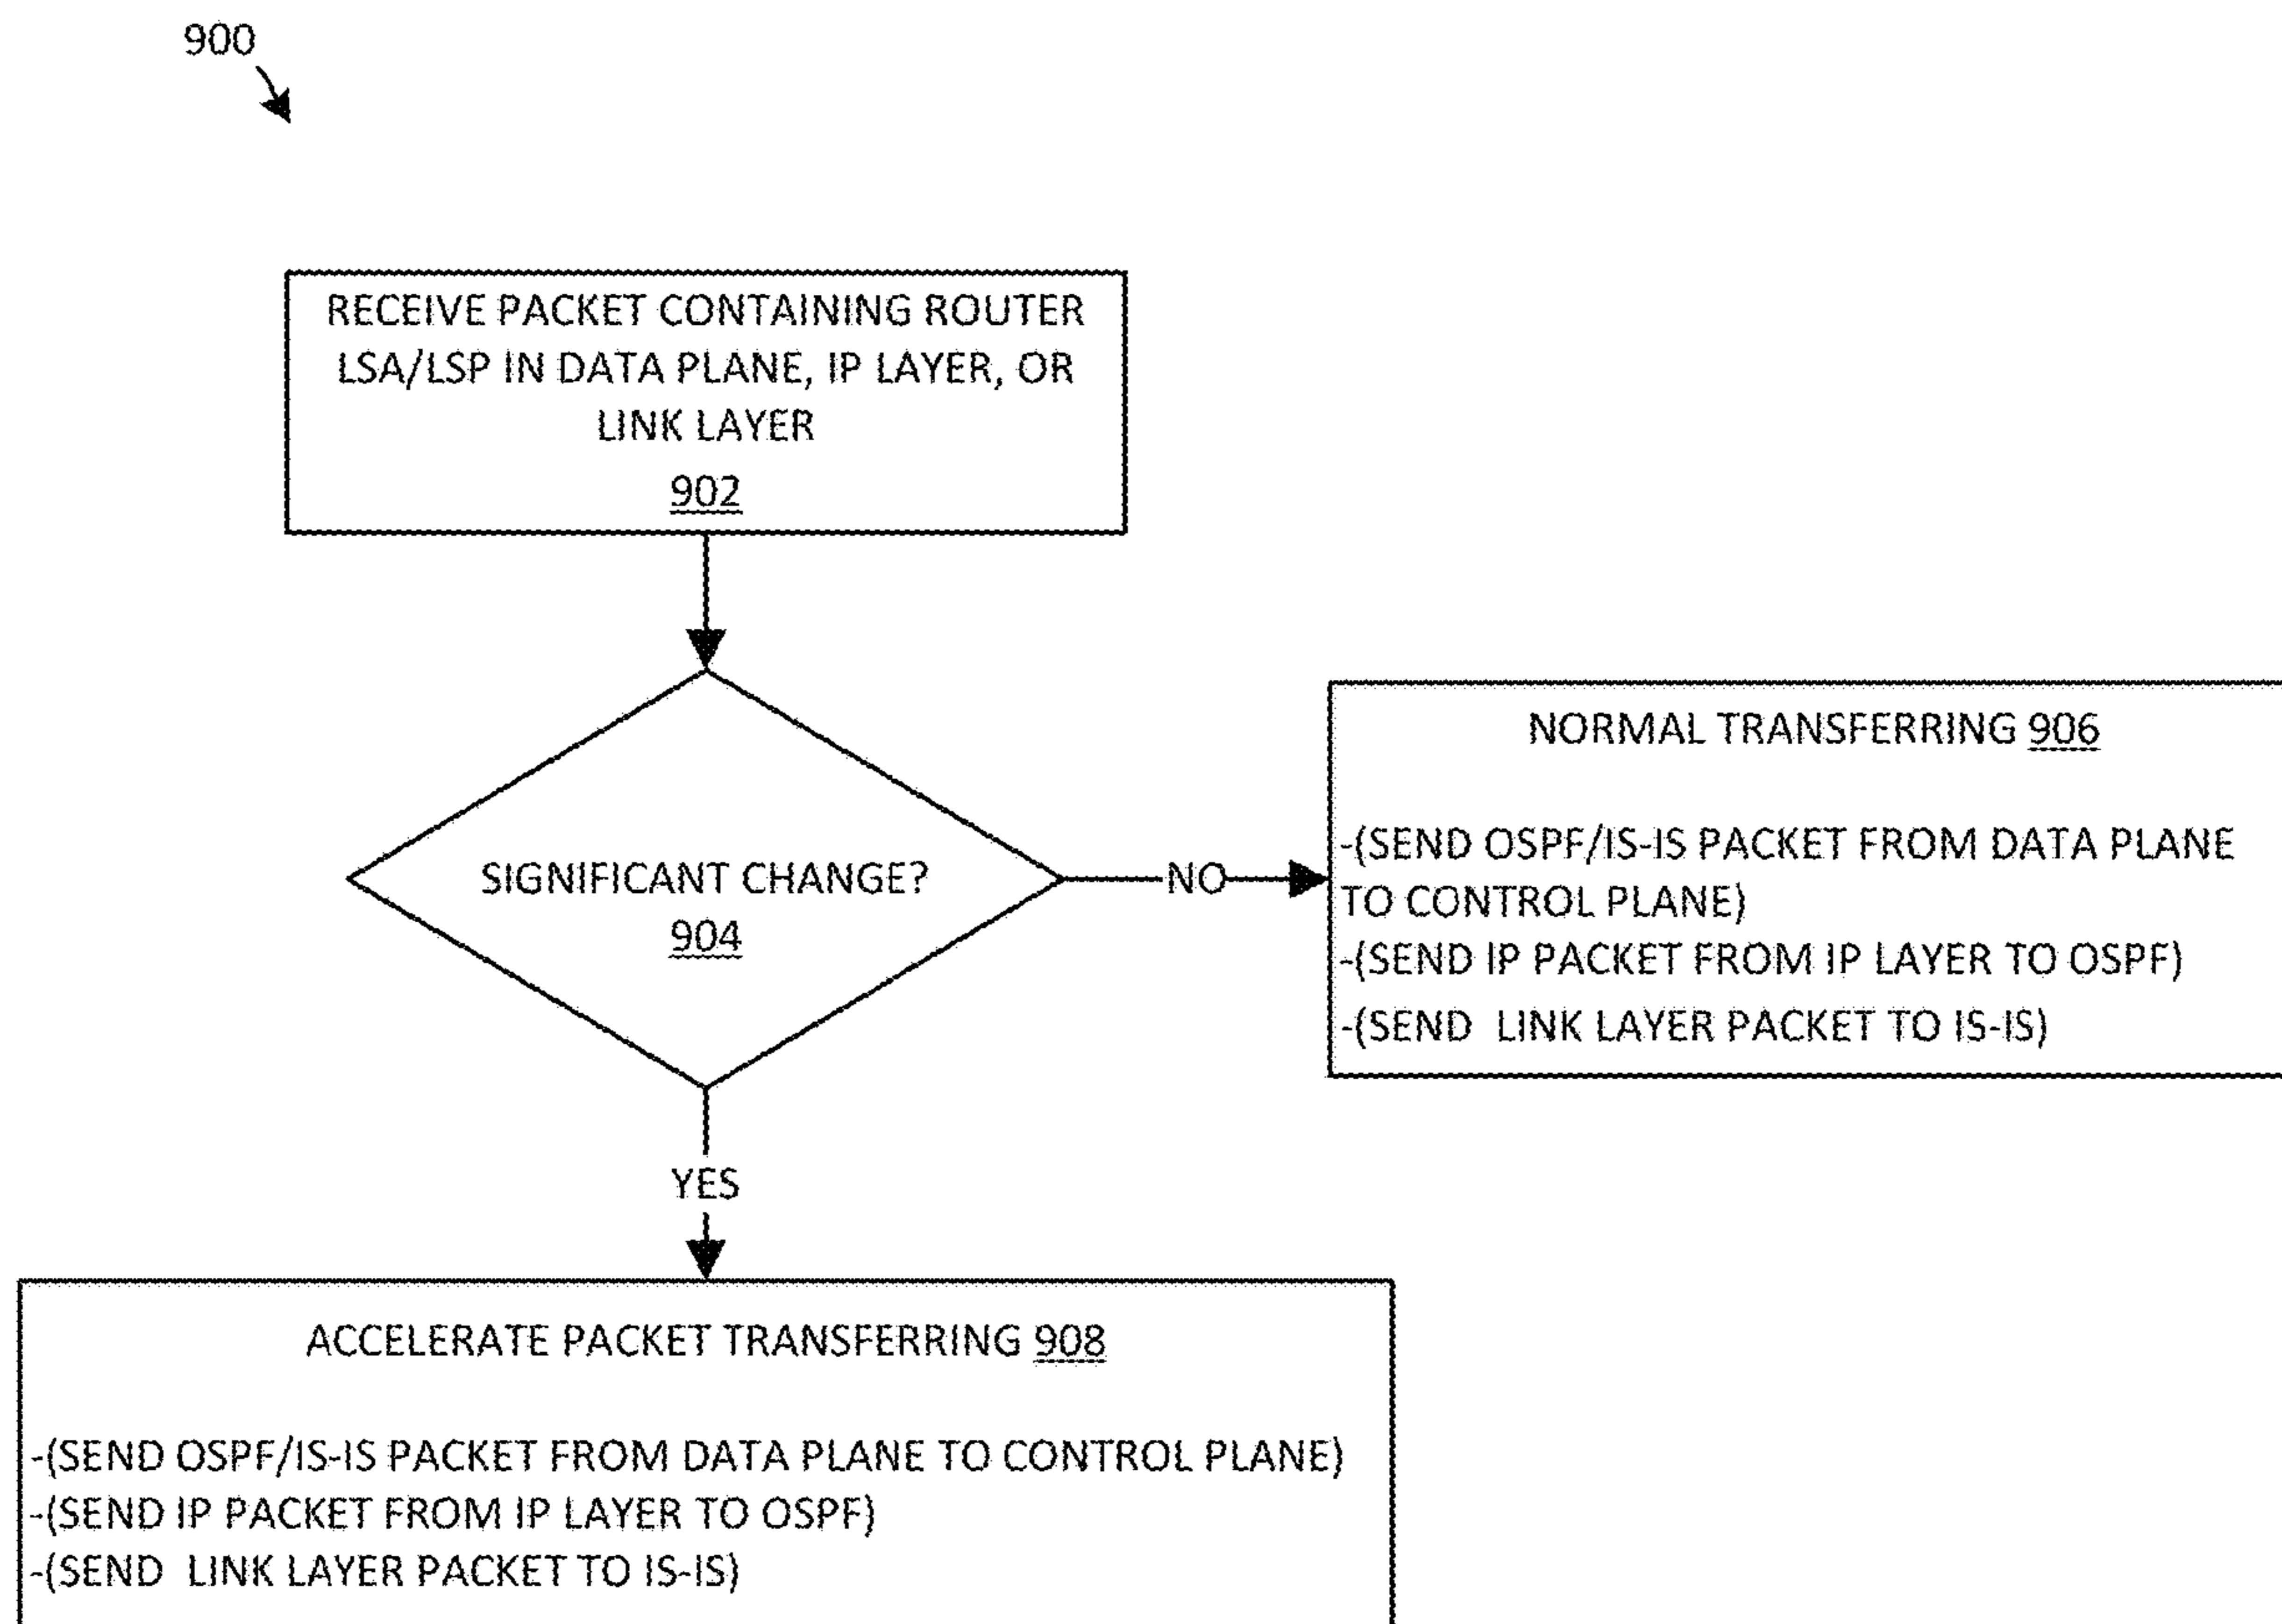 900
RECEIVE PACKET CONTAINING ROUTER
LSA/LSP IN DATA PLANE, IP LAYER, OR
LINK LAYER
902
SIGNIFICANT CHANGE?
904
NO
NORMAL TRANSFERRING 906
-(SEND OSPF/IS-IS PACKET FROM DATA PLANE
TO CONTROL PLANE)
-(SEND IP PACKET FROM IP LAYER TO OSPF)
-(SEND  LINK LAYER PACKET TO IS-IS)
YES
ACCELERATE PACKET TRANSFERRING 908
-(SEND OSPF/IS-IS PACKET FROM DATA PLANE TO CONTROL PLANE)
-(SEND IP PACKET FROM IP LAYER TO OSPF)
-(SEND  LINK LAYER PACKET TO IS-IS)